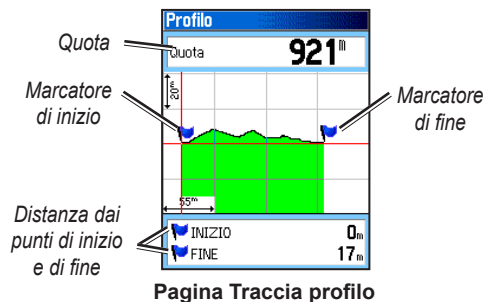 Profilo
Quota
Quota
921m
Marcatore
di inizio
Marcatore
di fine
20m
55m
Distanza dai
punti di inizio
e di fine
INIZIO
0m
FINE
17m
Pagina Traccia profilo